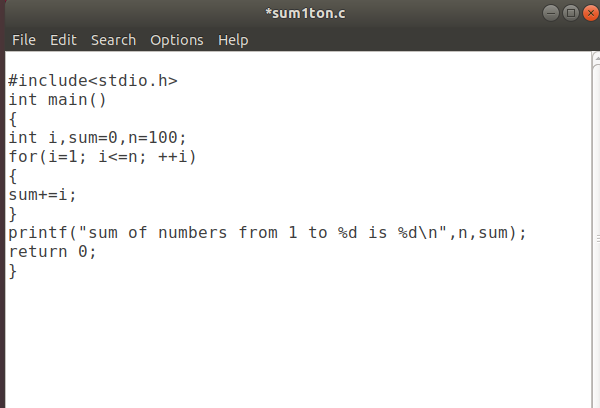 *sum1ton.c
File Edit Search Options Help
#include<stdio.h>
int main()
{
int i,sum=0,n=100;
for(i=1; i<=n; ++i)
{
sum+=i;
}
printf("sum of numbers from 1 to %d is %d\n",n,sum);
return 0;
}